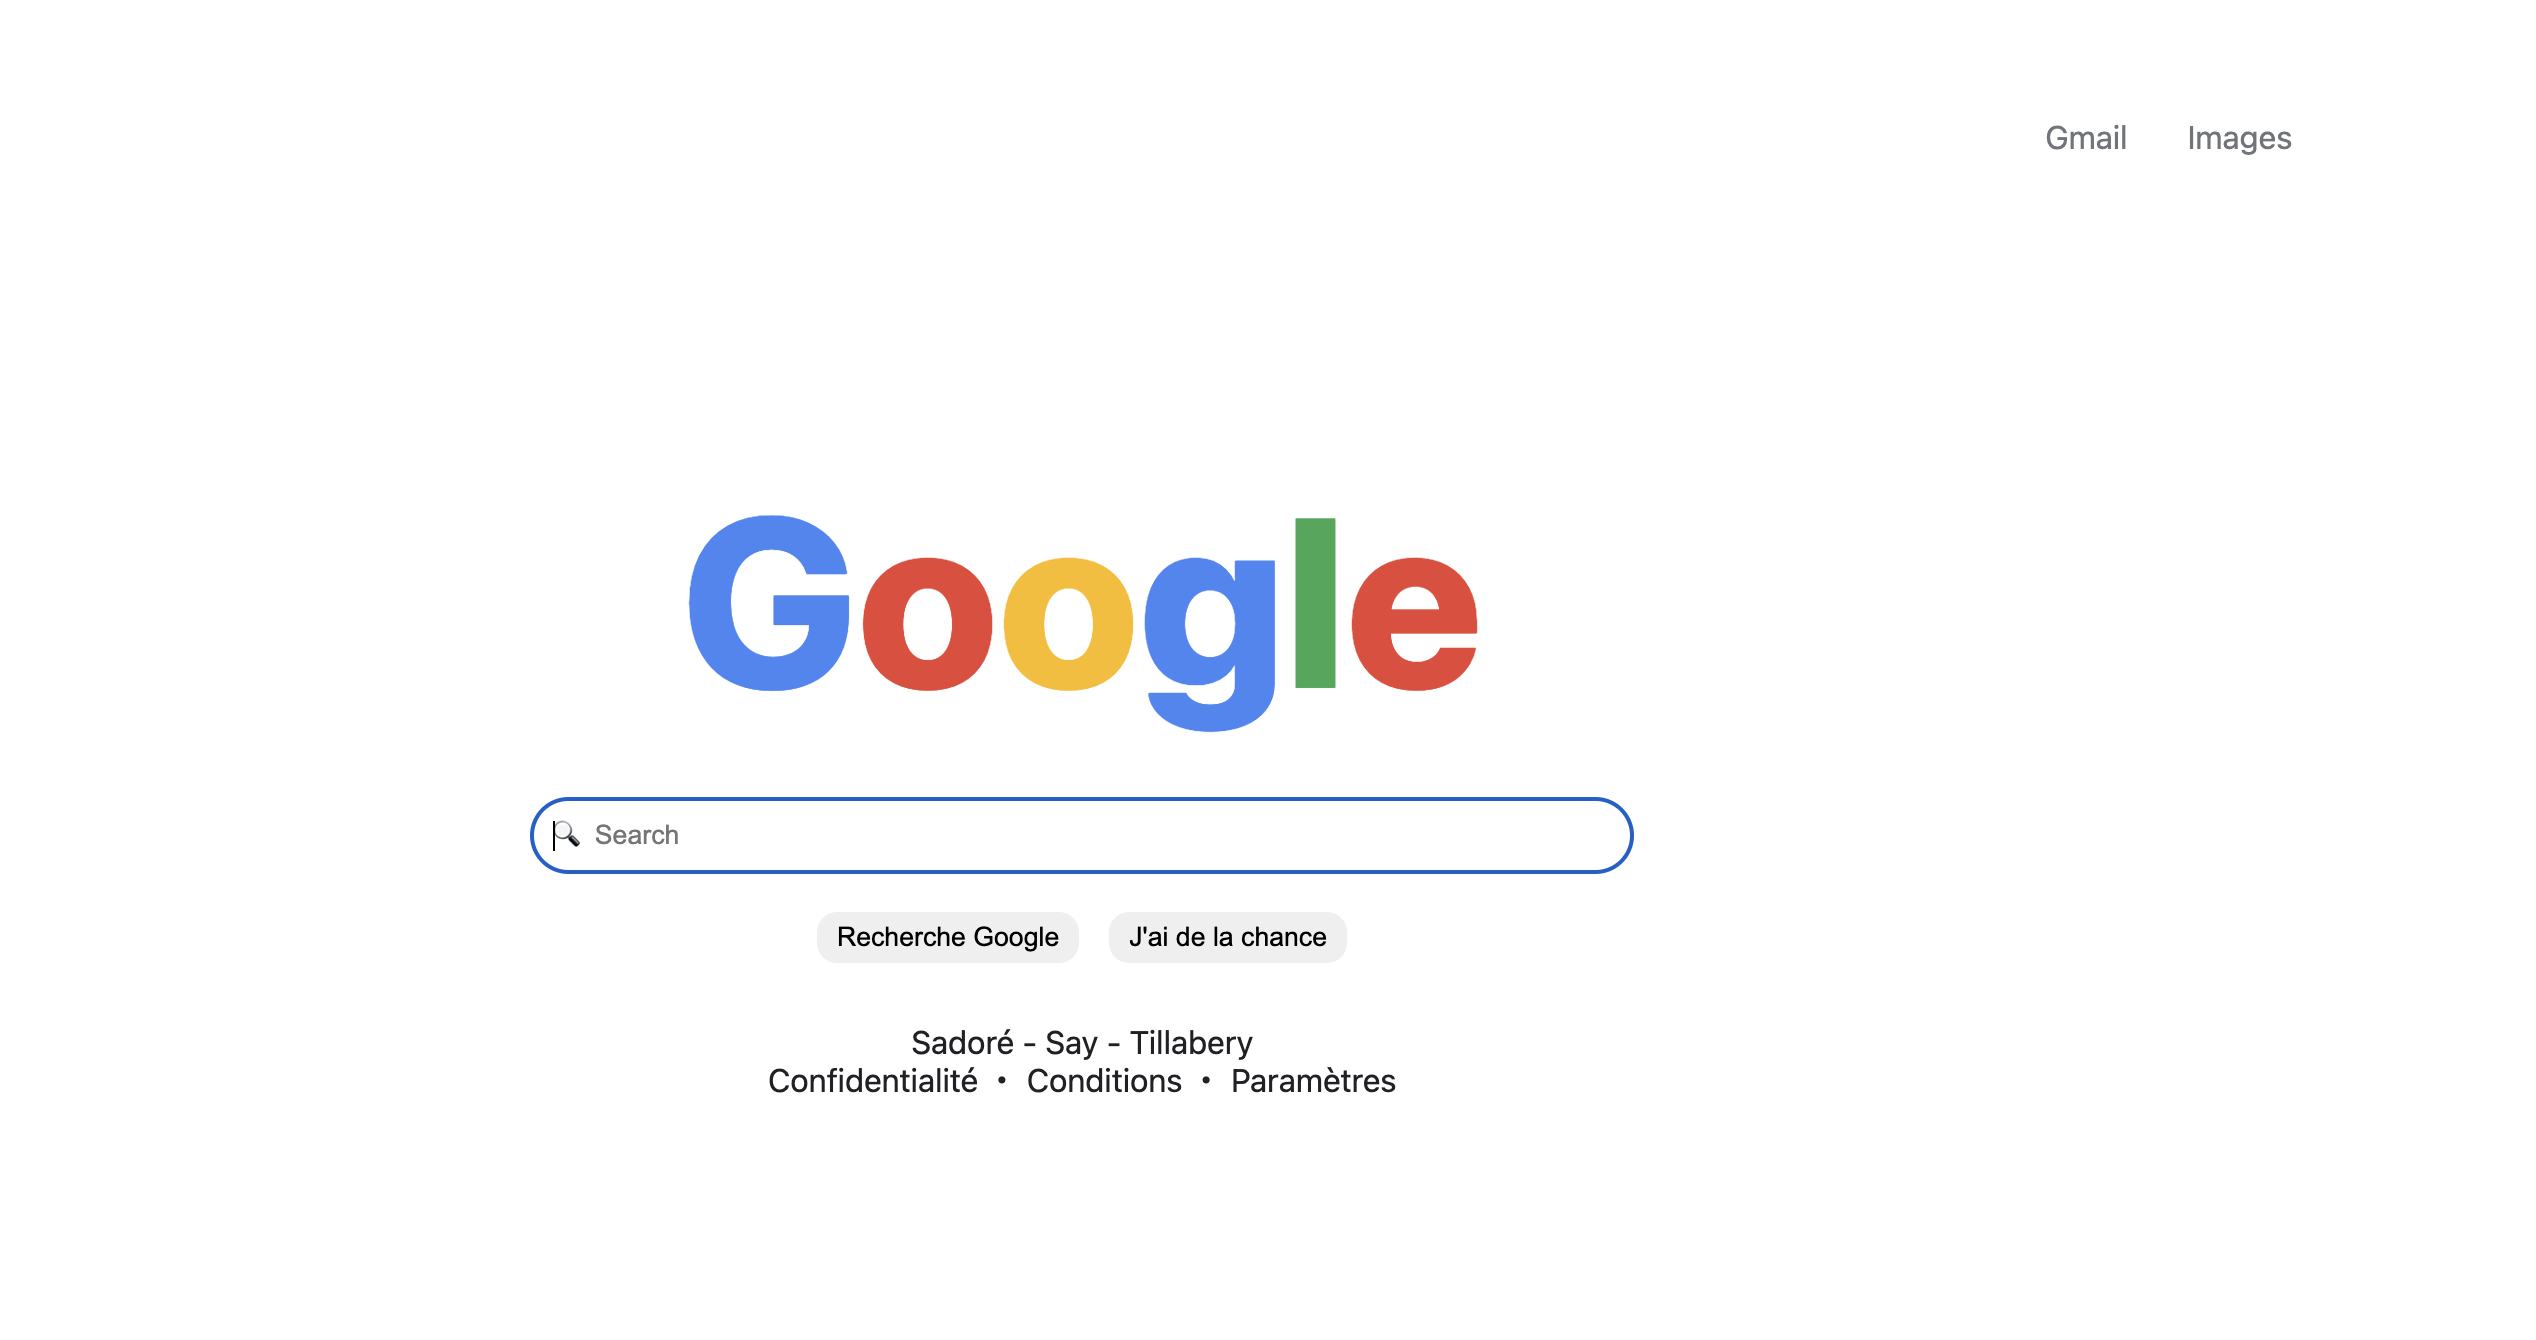 Gmail Images
Google
🔍 Search
Recherche Google J'ai de la chance
Sadoré - Say - Tillabery
Confidentialité • Conditions • Paramètres